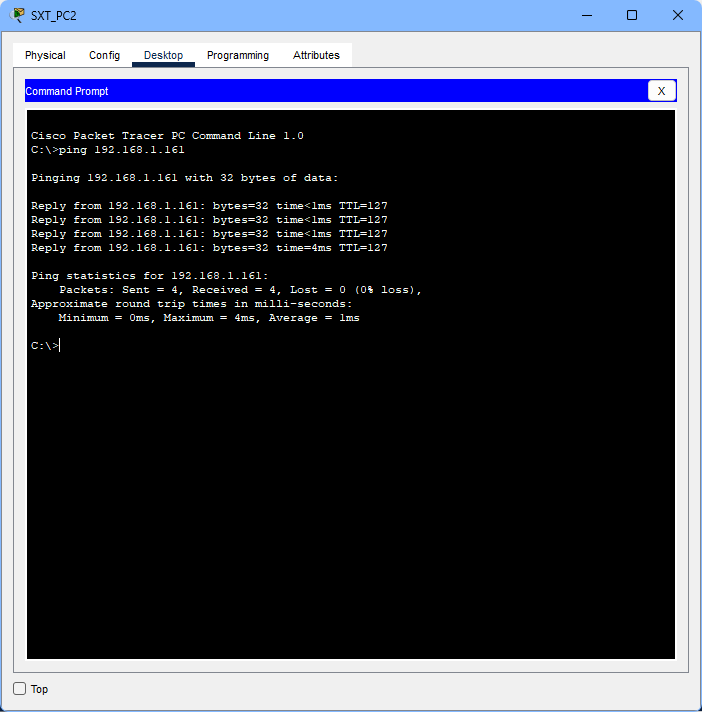 SXT_PC2
Physical Config Desktop Programming Attributes
Command Prompt X
Cisco Packet Tracer PC Command Line 1.0
C:\>ping 192.168.1.161
Pinging 192.168.1.161 with 32 bytes of data:
Reply from 192.168.1.161: bytes=32 time<1ms TTL=127
Reply from 192.168.1.161: bytes=32 time<1ms TTL=127
Reply from 192.168.1.161: bytes=32 time<1ms TTL=127
Reply from 192.168.1.161: bytes=32 time=4ms TTL=127
Ping statistics for 192.168.1.161:
    Packets: Sent = 4, Received = 4, Lost = 0 (0% loss),
Approximate round trip times in milli-seconds:
    Minimum = 0ms, Maximum = 4ms, Average = 1ms
C:\>
Top